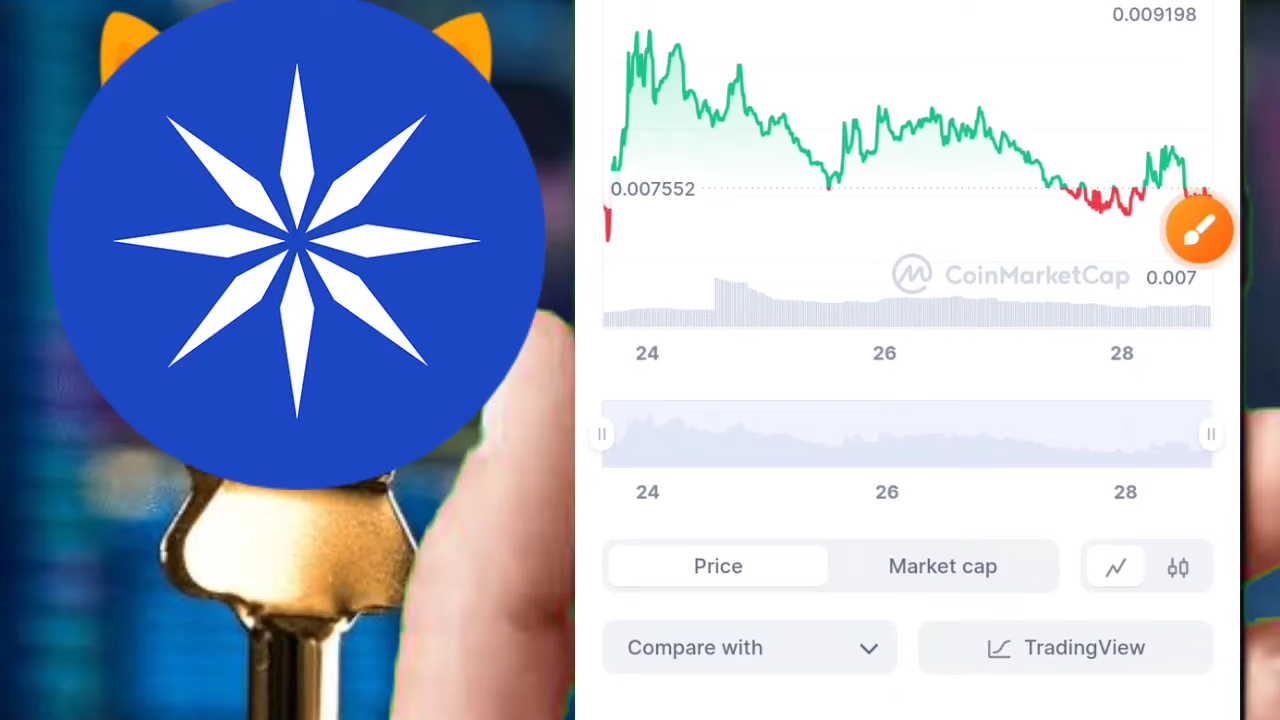 0.009198
0.007552
CoinMarketCap
0.007
24 26 28
24 26 28
Price Market cap
Compare with TradingView